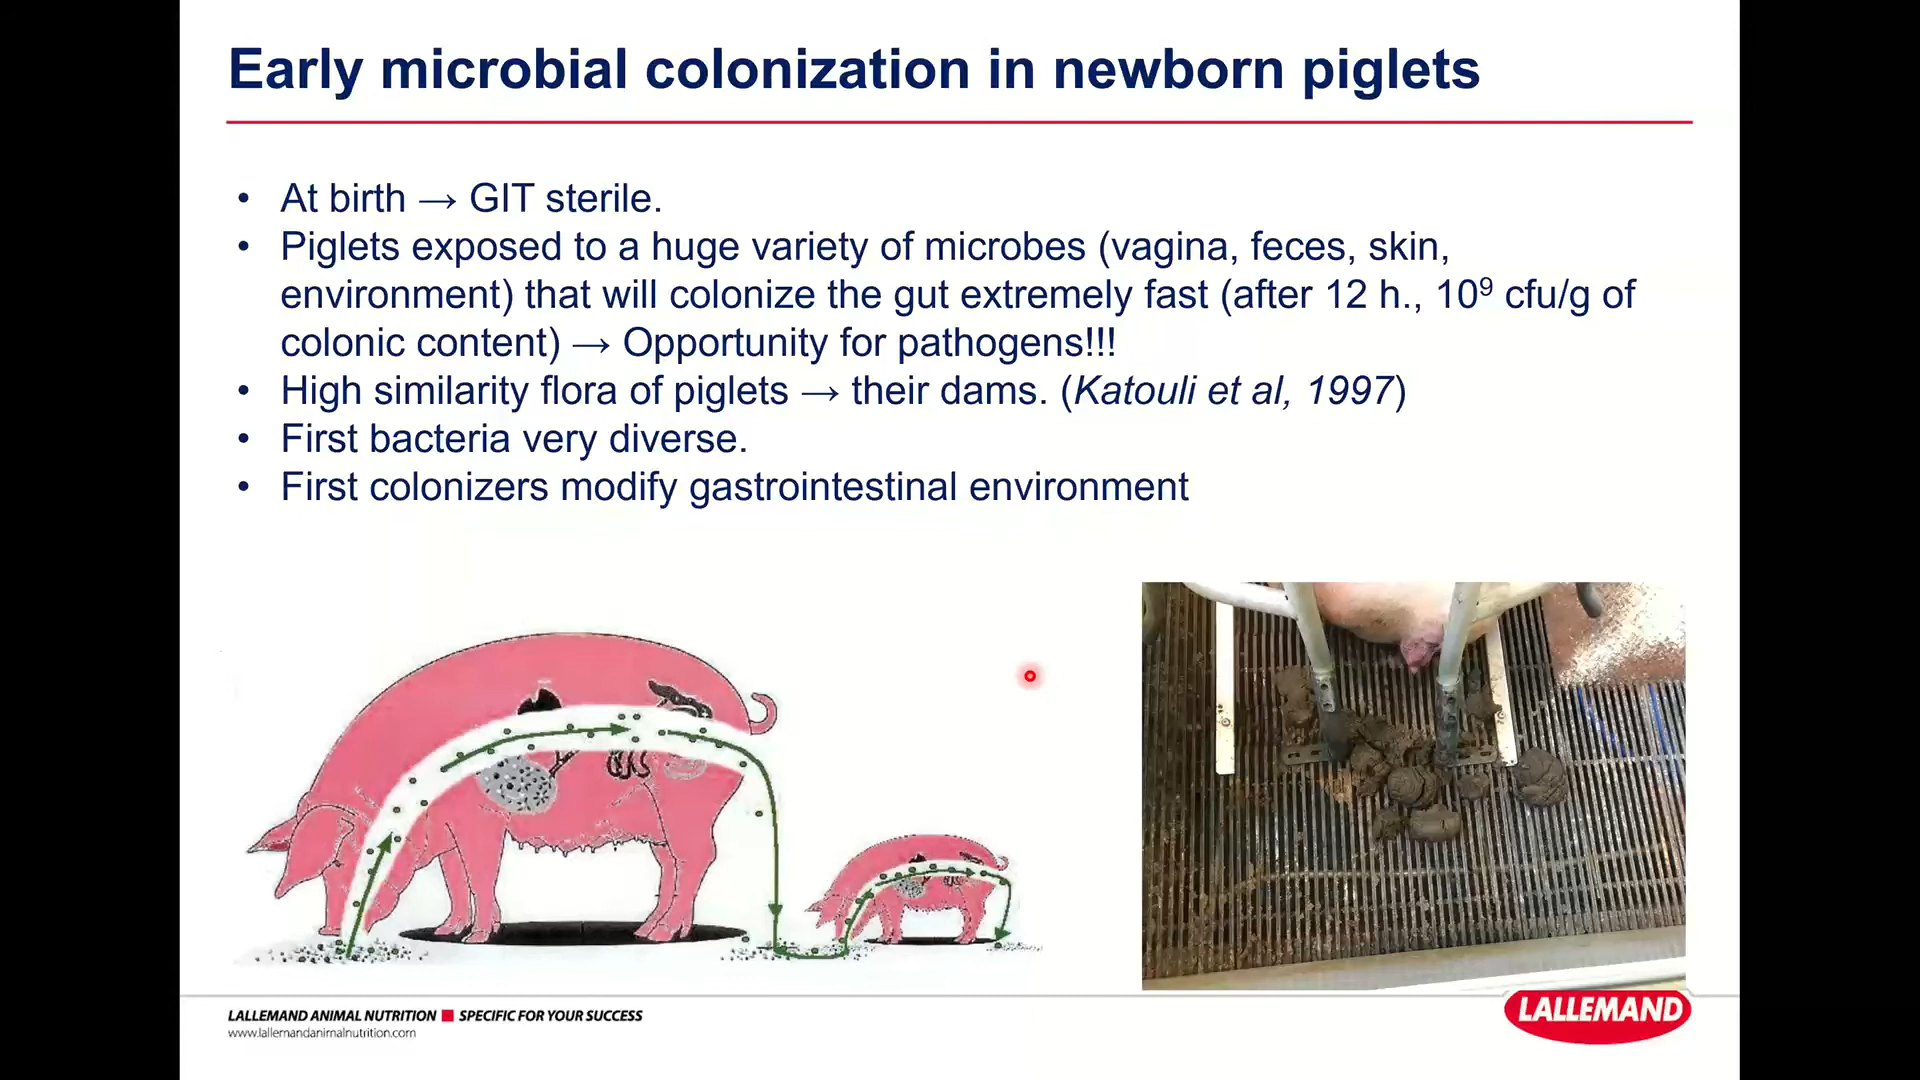 Early microbial colonization in newborn piglets
• At birth → GIT sterile.
• Piglets exposed to a huge variety of microbes (vagina, feces, skin,
environment) that will colonize the gut extremely fast (after 12 h., 10⁹ cfu/g of
colonic content) → Opportunity for pathogens!!!
• High similarity flora of piglets → their dams. (Katouli et al, 1997)
• First bacteria very diverse.
• First colonizers modify gastrointestinal environment
LALLEMAND ANIMAL NUTRITION ■ SPECIFIC FOR YOUR SUCCESS
www.lallemandanimalnutrition.com
LALLEMAND